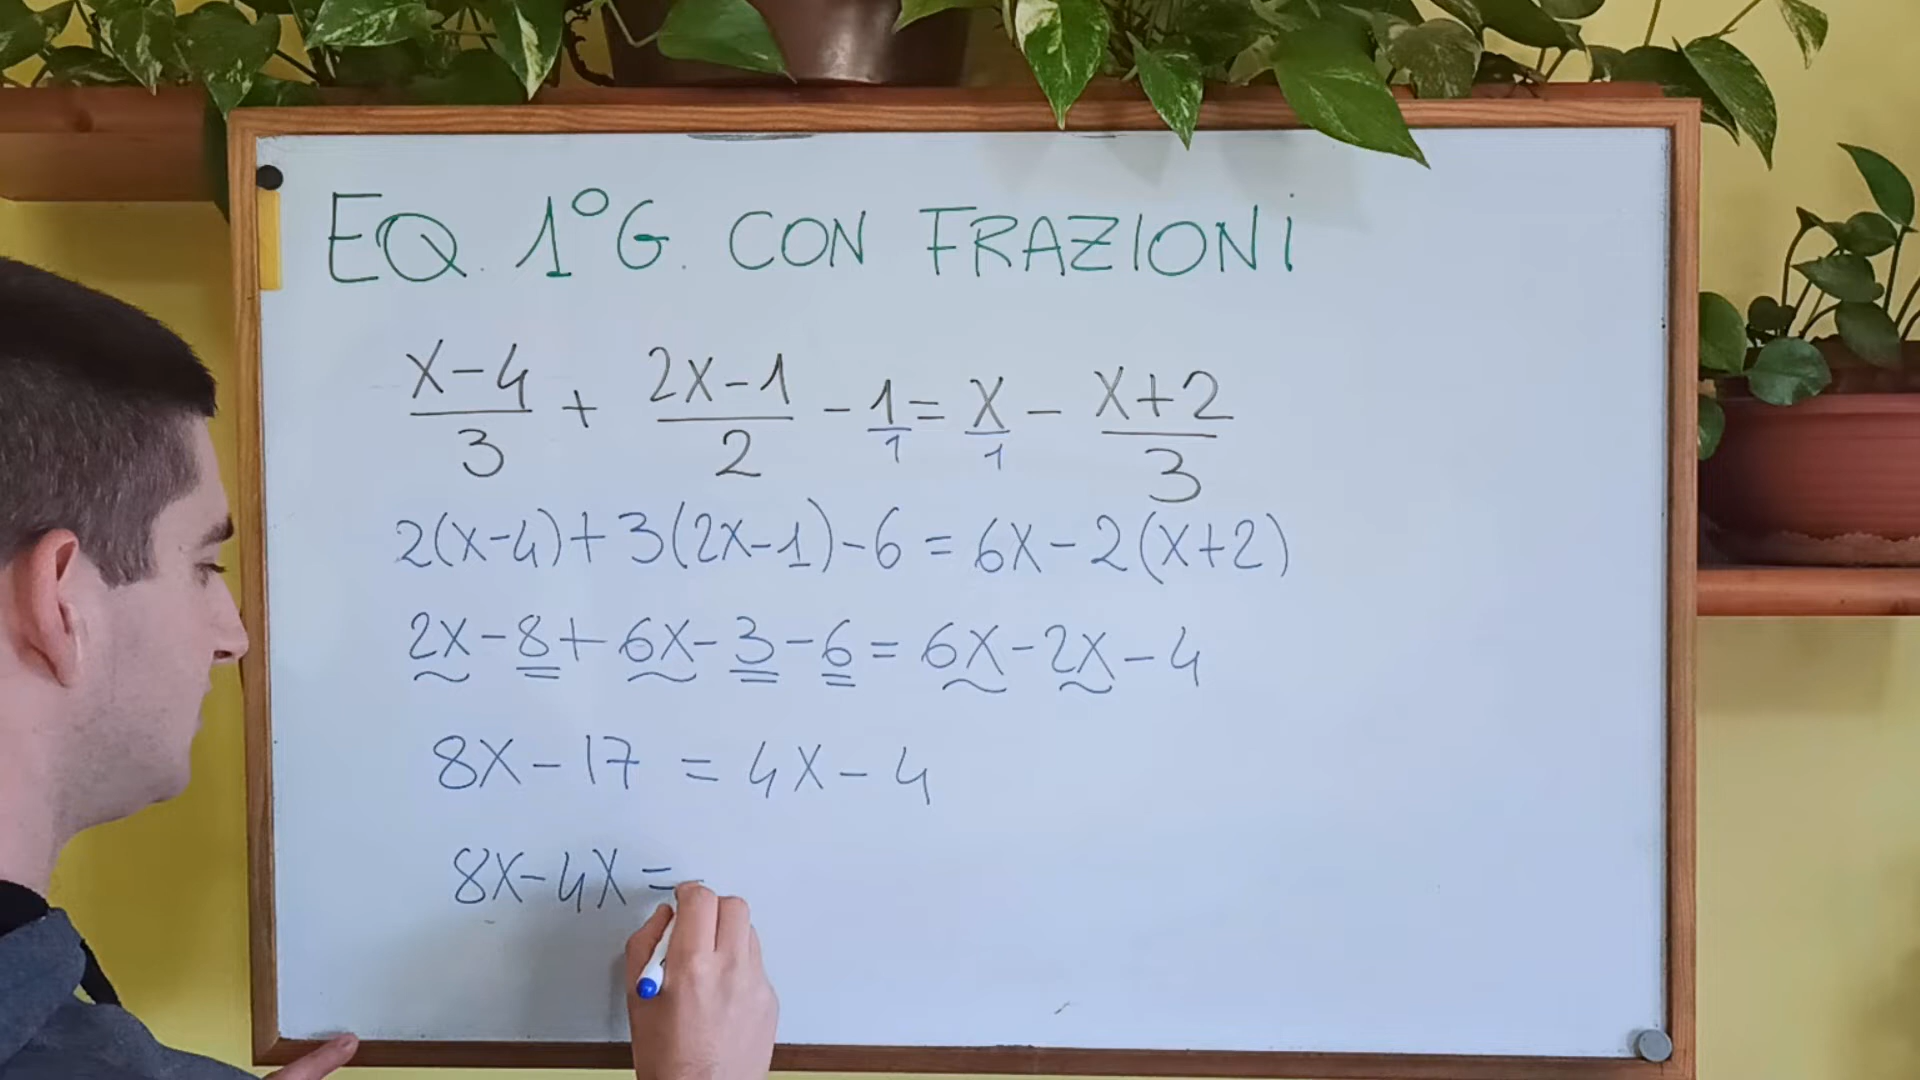 EQ. 1°G. CON FRAZIONI
x-4/3 + 2x-1/2 - 1/1 = x/1 - x+2/3
2(x-4)+3(2x-1)-6=6x-2(x+2)
2x-8+6x-3-6=6x-2x-4
8x-17=4x-4
8x-4x=